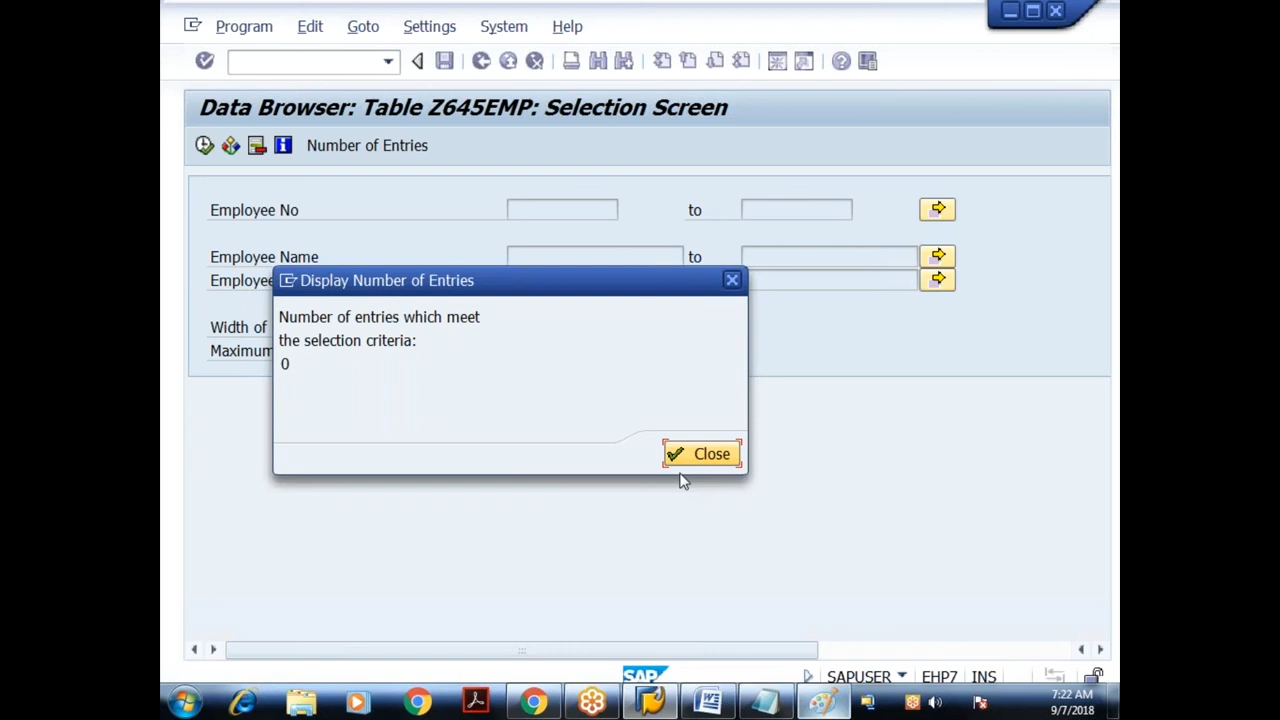 Program Edit Goto Settings System Help
Data Browser: Table Z645EMP: Selection Screen
Number of Entries
Employee No to
Employee Name to
Employee
Display Number of Entries
Number of entries which meet
the selection criteria:
0
Width of
Maximum
Close
SAP
SAPUSER EHP7 INS
7:22 AM
9/7/2018